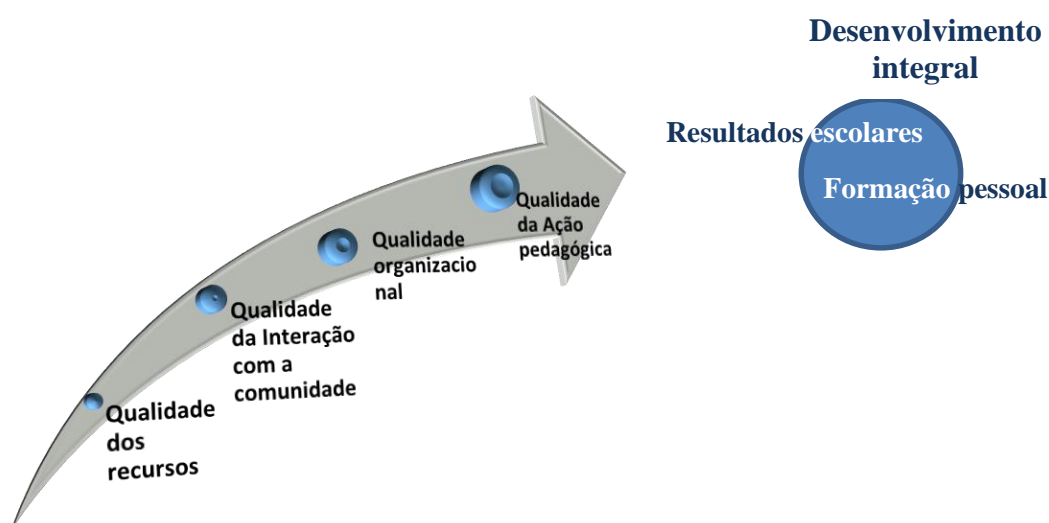 Desenvolvimento
integral
Resultados escolares
Formação pessoal
Qualidade
da Ação
pedagógica
Qualidade
organizacio
nal
Qualidade
da Interação
com a
comunidade
Qualidade
dos
recursos